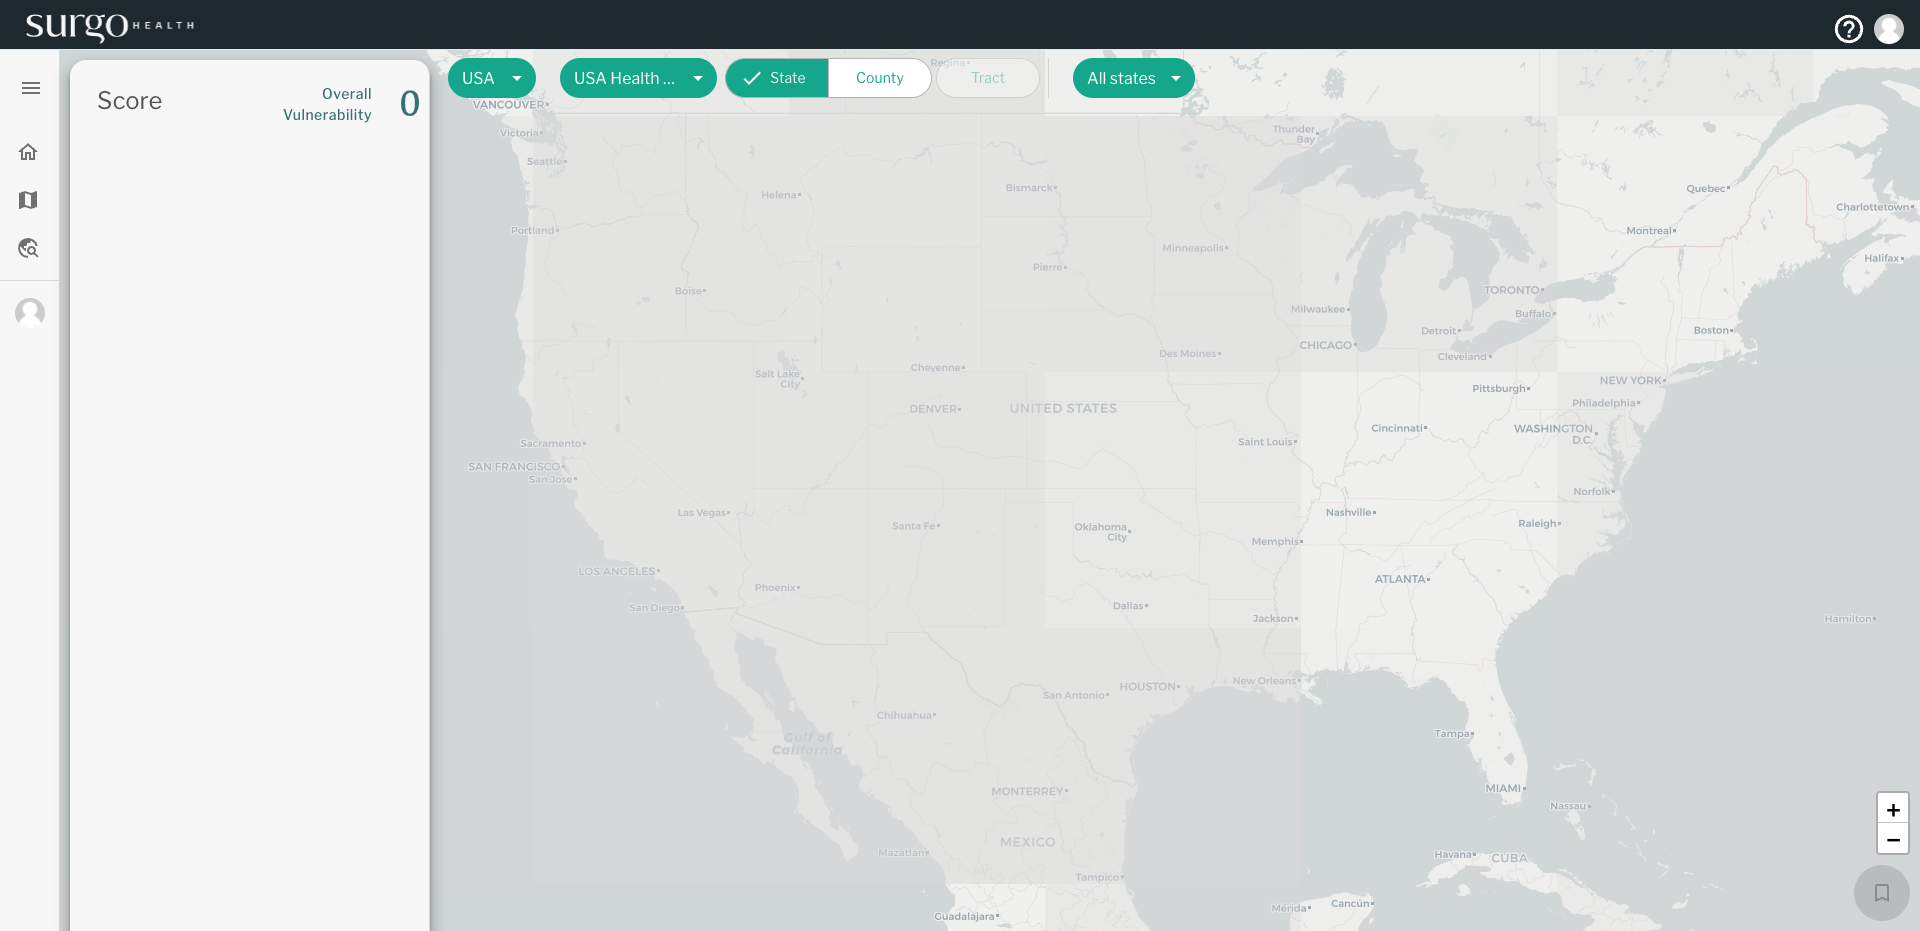 surgo HEALTH
Score
Overall
Vulnerability
0
USA
USA Health ...
State
County
Tract
All states
Regina
VANCOUVER
Victoria
Seattle
Thunder
Bay
Helena
Bismarck
Quebec
Charlottetown
Portland
Minneapolis
Montreal
Pierre
Halifax
Boise
TORONTO
Milwaukee
Buffalo
Detroit
Boston
CHICAGO
Des Moines
Cleveland
Salt Lake
City
Cheyenne
NEW YORK
Pittsburgh
DENVER
UNITED STATES
Philadelphia
Cincinnati
WASHINGTON
D.C.
Sacramento
Saint Louis
SAN FRANCISCO
San Jose
Norfolk
Las Vegas
Nashville
Santa Fe
Oklahoma
City
Raleigh
Memphis
LOS ANGELES
ATLANTA
Phoenix
San Diego
Dallas
Jackson
Hamilton
New Orleans
HOUSTON
San Antonio
Chihuahua
Gulf of
California
Tampa
MONTERREY
MIAMI
Nassau
+
−
MEXICO
Mazatlán
Havana
CUBA
Tampico
Mérida
Cancún
Guadalajara